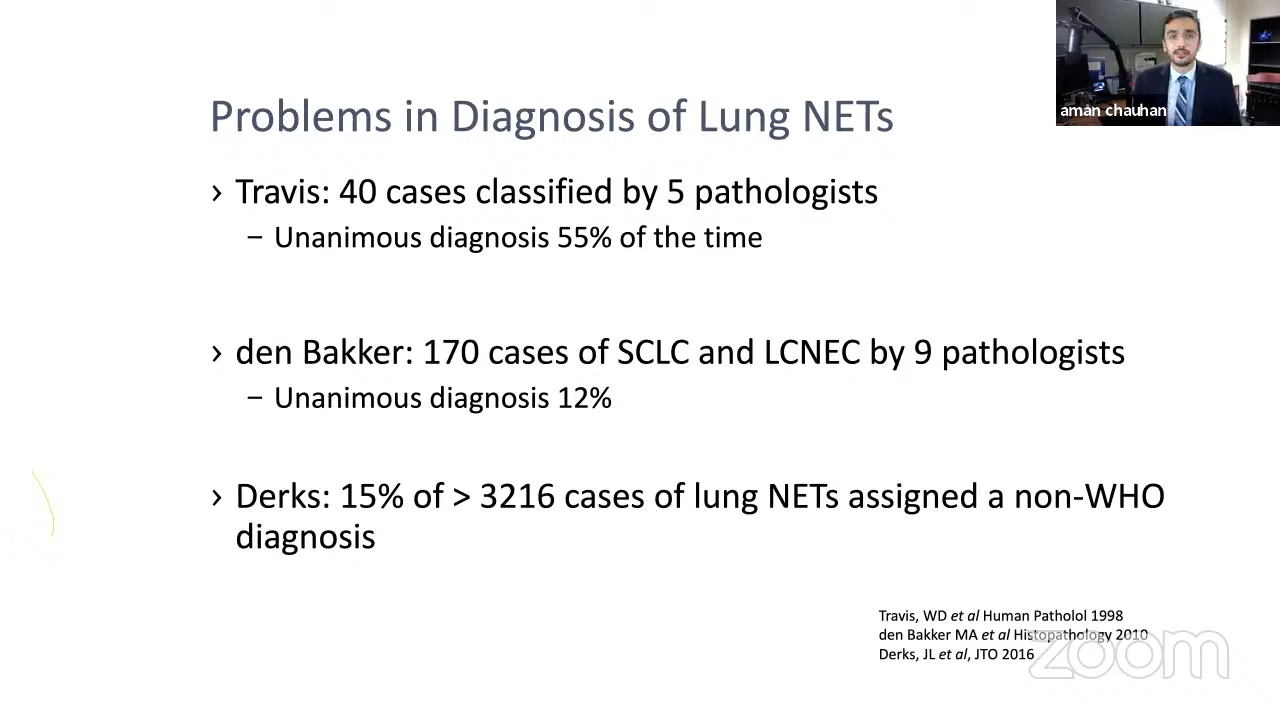 aman chauhan
Problems in Diagnosis of Lung NETs
› Travis: 40 cases classified by 5 pathologists
– Unanimous diagnosis 55% of the time
› den Bakker: 170 cases of SCLC and LCNEC by 9 pathologists
– Unanimous diagnosis 12%
› Derks: 15% of > 3216 cases of lung NETs assigned a non-WHO
diagnosis
Travis, WD et al Human Patholol 1998
den Bakker MA et al Histopathology 2010
Derks, JL et al, JTO 2016
zoom